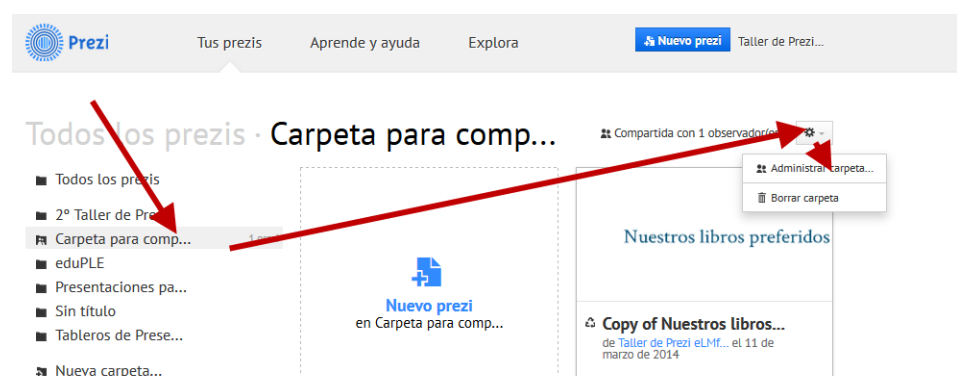 Prezi
Tus prezis
Aprende y ayuda
Explora
Nuevo prezi
Taller de Prezi...
Todos los prezis · Carpeta para comp...
Compartida con 1
Administrar carpeta...
Borrar carpeta
Todos los prezis
2º Taller de
Carpeta para comp...
eduPLE
Presentaciones pa...
Sin título
Tableros de Prese...
Nueva carpeta...
Nuevo prezi
en Carpeta para comp...
Nuestros libros preferidos
Copy of Nuestros libros...
de Taller de Prezi eLMf... el 11 de
marzo de 2014